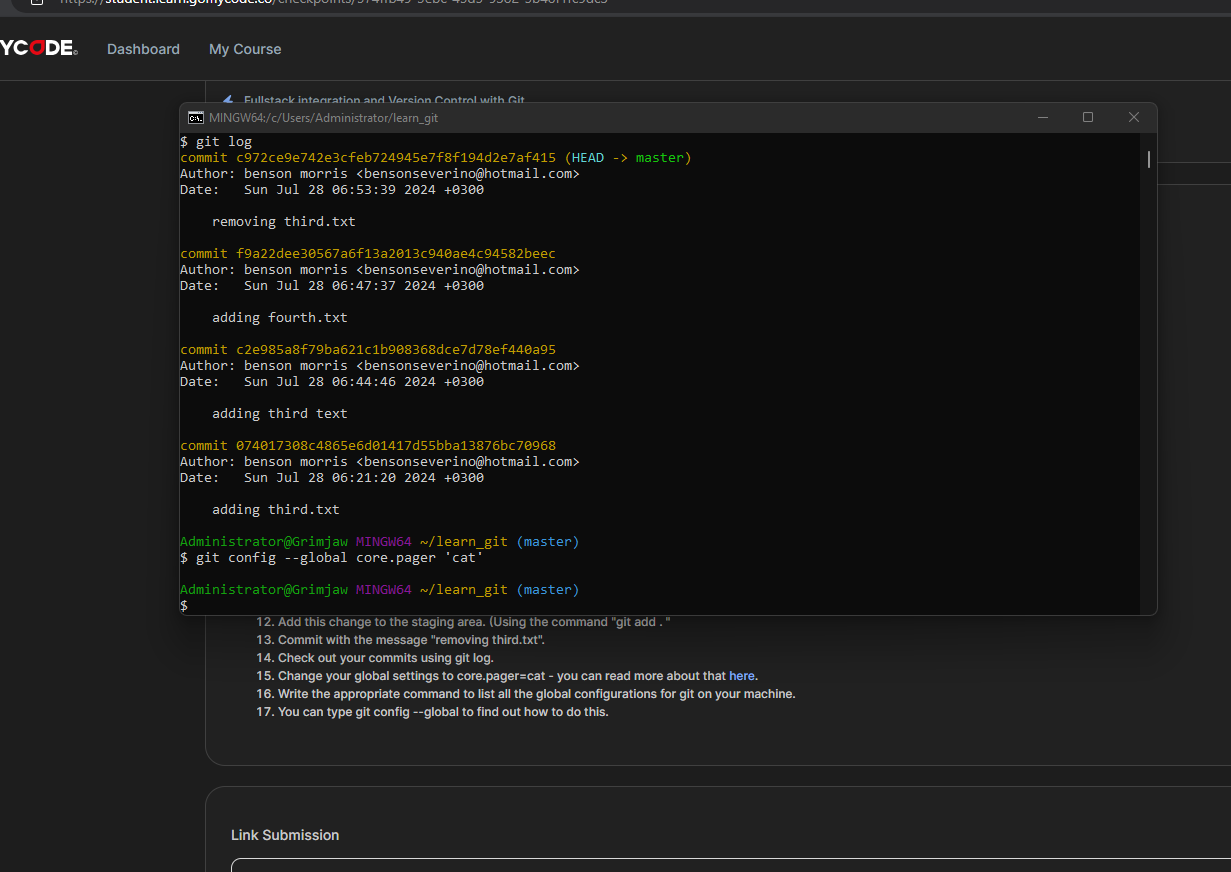 https://student.learn.gomycode.co/checkpoints/
YCODE
Dashboard
My Course
Fullstack integration and Version Control with Git
MINGW64:/c/Users/Administrator/learn_git
$ git log
commit c972ce9e742e3cfeb724945e7f8f194d2e7af415 (HEAD -> master)
Author: benson morris <bensonseverino@hotmail.com>
Date:   Sun Jul 28 06:53:39 2024 +0300
removing third.txt
commit f9a22dee30567a6f13a2013c940ae4c94582beec
Author: benson morris <bensonseverino@hotmail.com>
Date:   Sun Jul 28 06:47:37 2024 +0300
adding fourth.txt
commit c2e985a8f79ba621c1b908368dce7d78ef440a95
Author: benson morris <bensonseverino@hotmail.com>
Date:   Sun Jul 28 06:44:46 2024 +0300
adding third text
commit 074017308c4865e6d01417d55bba13876bc70968
Author: benson morris <bensonseverino@hotmail.com>
Date:   Sun Jul 28 06:21:20 2024 +0300
adding third.txt
Administrator@Grimjaw MINGW64 ~/learn_git (master)
$ git config --global core.pager 'cat'
Administrator@Grimjaw MINGW64 ~/learn_git (master)
$
12. Add this change to the staging area. (Using the command "git add . "
13. Commit with the message "removing third.txt".
14. Check out your commits using git log.
15. Change your global settings to core.pager=cat - you can read more about that here.
16. Write the appropriate command to list all the global configurations for git on your machine.
17. You can type git config --global to find out how to do this.
Link Submission